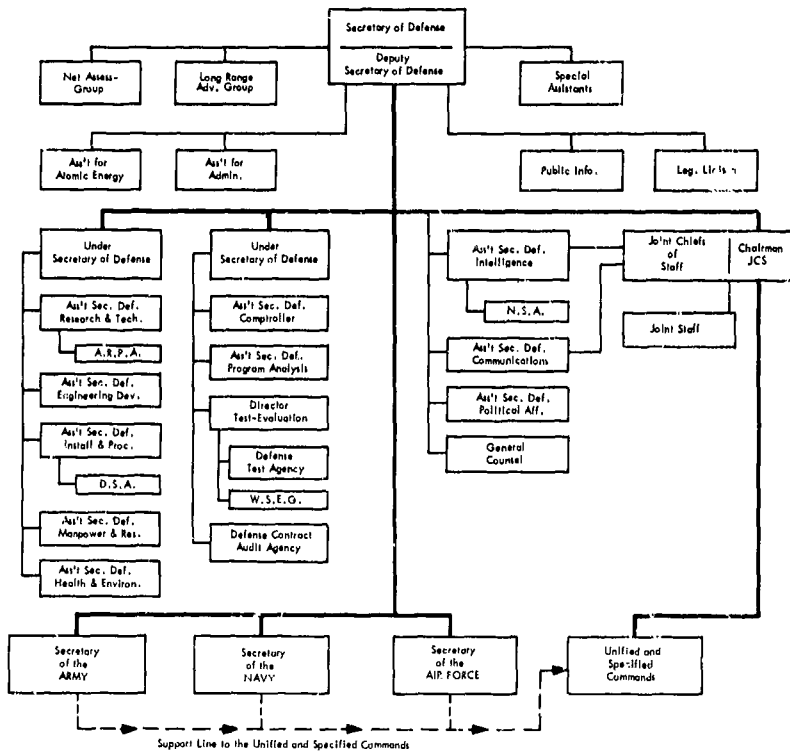 Secretary of Defense
Deputy
Secretary of Defense
Net Assess-
Group
Long Range
Adv. Group
Special
Assistants
Ass't for
Atomic Energy
Ass't for
Admin.
Public Info.
Leg. Liaison
Under
Secretary of Defense
Ass't Sec. Def.
Research & Tech.
A.R.P.A.
Ass't Sec. Def.
Engineering Dev.
Ass't Sec. Def.
Install & Proc.
D.S.A.
Ass't Sec. Def.
Manpower & Res.
Ass't Sec. Def.
Health & Environ.
Under
Secretary of Defense
Ass't Sec. Def.
Comptroller
Ass't Sec. Def.
Program Analysis
Director
Test-Evaluation
Defense
Test Agency
W.S.E.G.
Defense Contract
Audit Agency
Ass't Sec. Def.
Intelligence
N.S.A.
Ass't Sec. Def.
Communications
Ass't Sec. Def.
Political Aff.
General
Counsel
Joint Chiefs
of
Staff
Chairman
JCS
Joint Staff
Secretary
of the
ARMY
Secretary
of the
NAVY
Secretary
of the
AIR FORCE
Unified and
Specified
Commands
Support Line to the Unified and Specified Commands